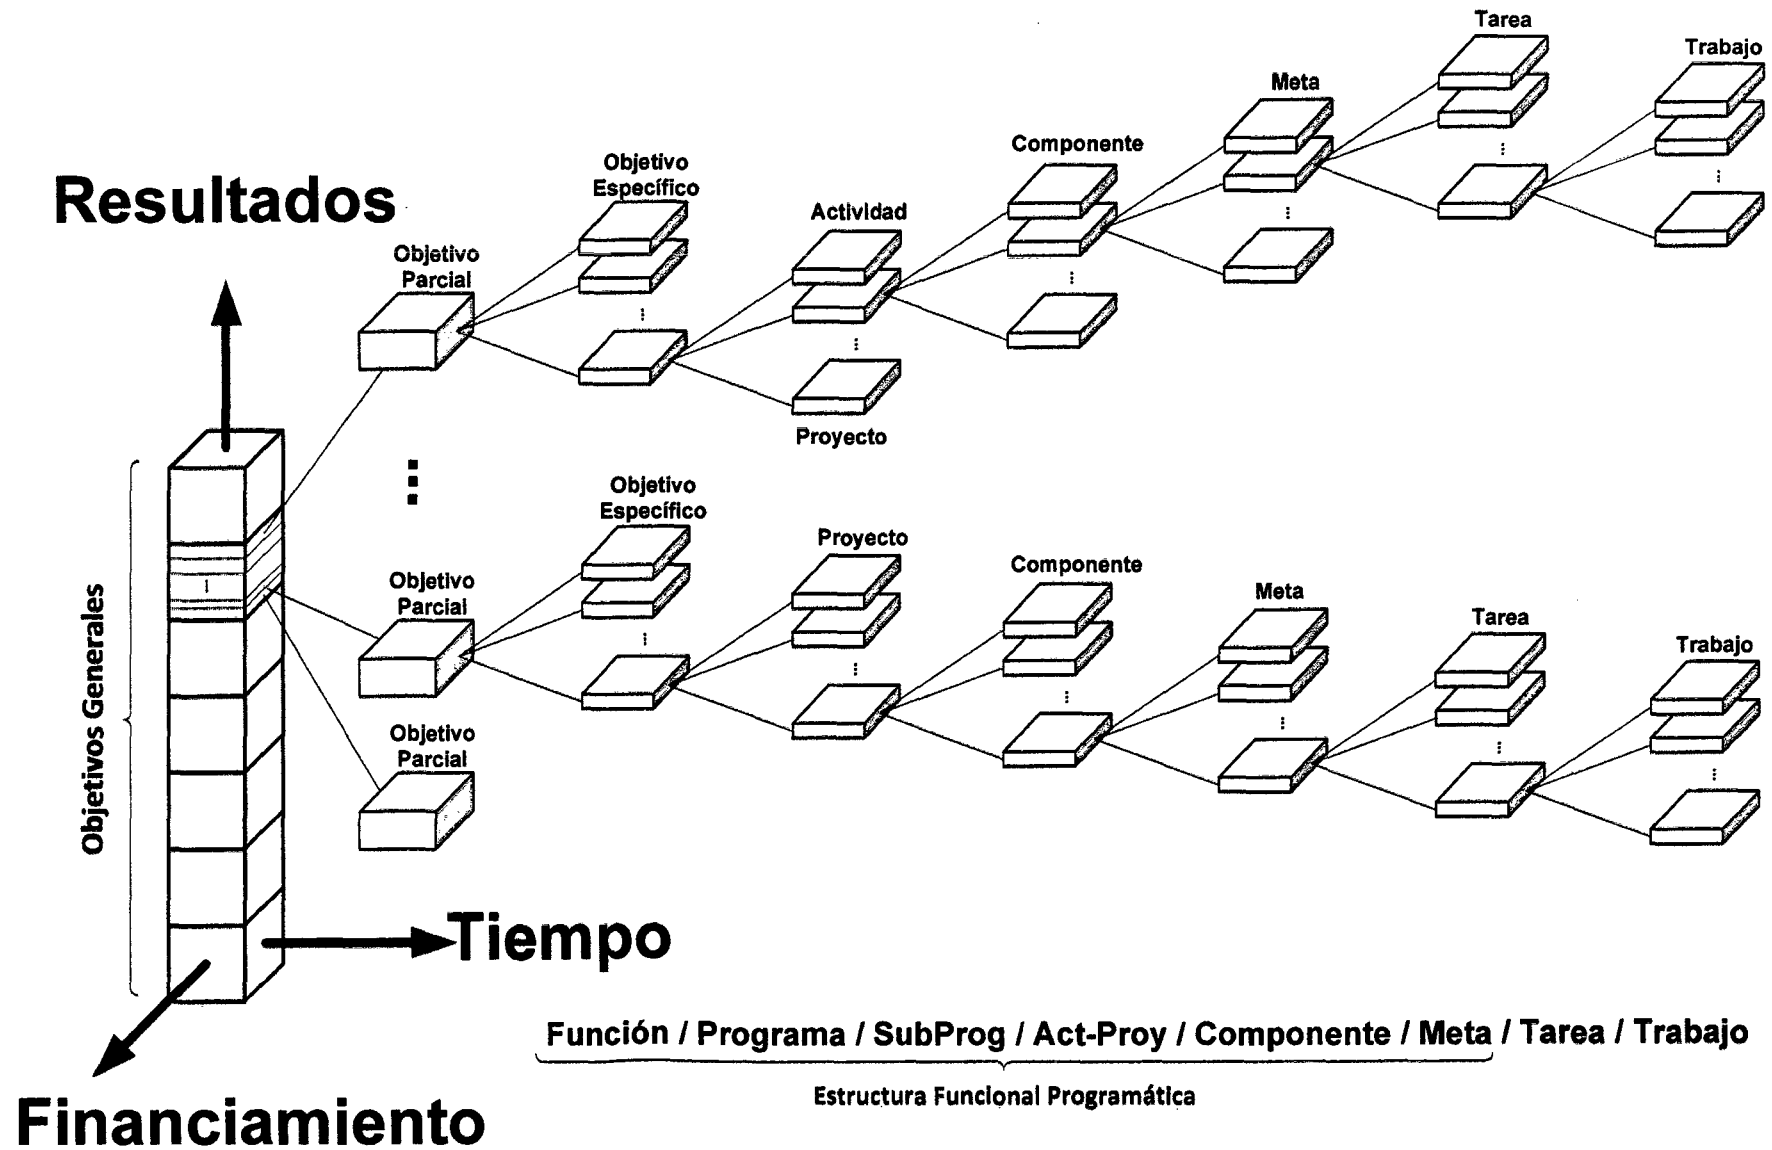 Tarea
Trabajo
Meta
Componente
Objetivo
Específico
Actividad
Resultados
Objetivo
Parcial
Proyecto
Objetivo
Específico
Proyecto
Componente
Objetivo
Parcial
Meta
Tarea
Trabajo
Objetivo
Parcial
Objetivos Generales
Tiempo
Función / Programa / SubProg / Act-Proy / Componente / Meta / Tarea / Trabajo
Estructura Funcional Programática
Financiamiento